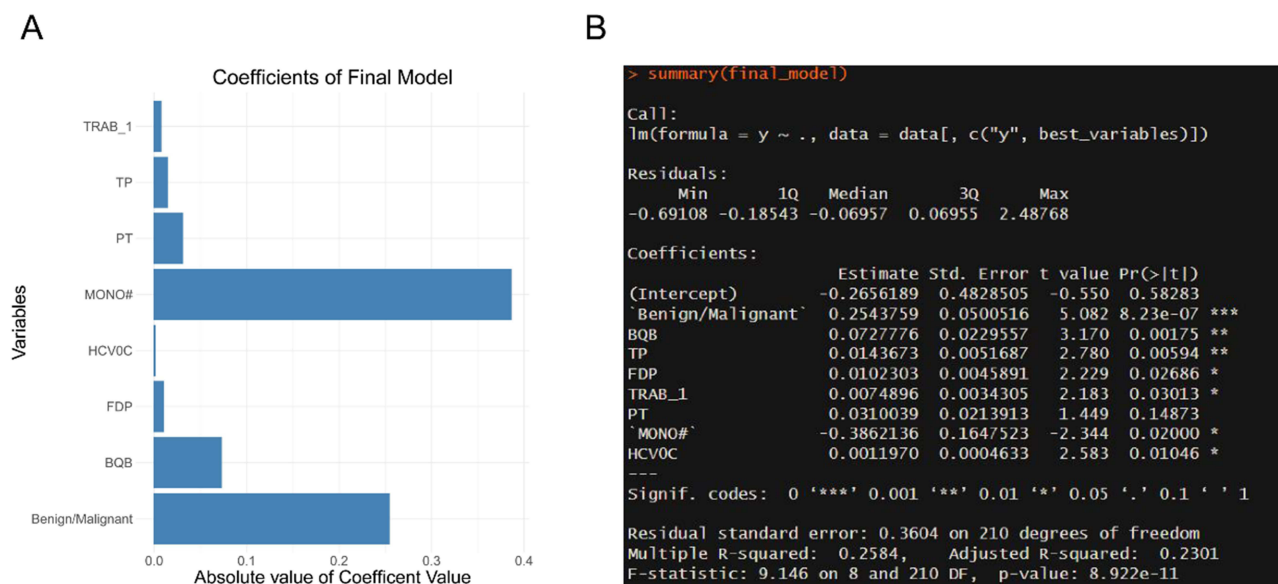 A
Coefficients of Final Model
TRAB_1
TP
PT
MONO#
HCV0C
FDP
BQB
Benign/Malignant
Variables
0.0 0.1 0.2 0.3 0.4
Absolute value of Coefficent Value
B
> summary(final_model)
Call:
lm(formula = y ~ ., data = data[, c("y", best_variables)])
Residuals:
Min 1Q Median 3Q Max
-0.69108 -0.18543 -0.06957 0.06955 2.48768
Coefficients:
Estimate Std. Error t value Pr(>|t|)
(Intercept) -0.2656189 0.4828505 -0.550 0.58283
`Benign/Malignant` 0.2543759 0.0500516 5.082 8.23e-07 ***
BQB 0.0727776 0.0229557 3.170 0.00175 **
TP 0.0143673 0.0051687 2.780 0.00594 **
FDP 0.0102303 0.0045891 2.229 0.02686 *
TRAB_1 0.0074896 0.0034305 2.183 0.03013 *
PT 0.0310039 0.0213913 1.449 0.14873
`MONO#` -0.3862136 0.1647523 -2.344 0.02000 *
HCV0C 0.0011970 0.0004633 2.583 0.01046 *
---
Signif. codes: 0 ‘***’ 0.001 ‘**’ 0.01 ‘*’ 0.05 ‘.’ 0.1 ‘ ’ 1
Residual standard error: 0.3604 on 210 degrees of freedom
Multiple R-squared: 0.2584, Adjusted R-squared: 0.2301
F-statistic: 9.146 on 8 and 210 DF, p-value: 8.922e-11